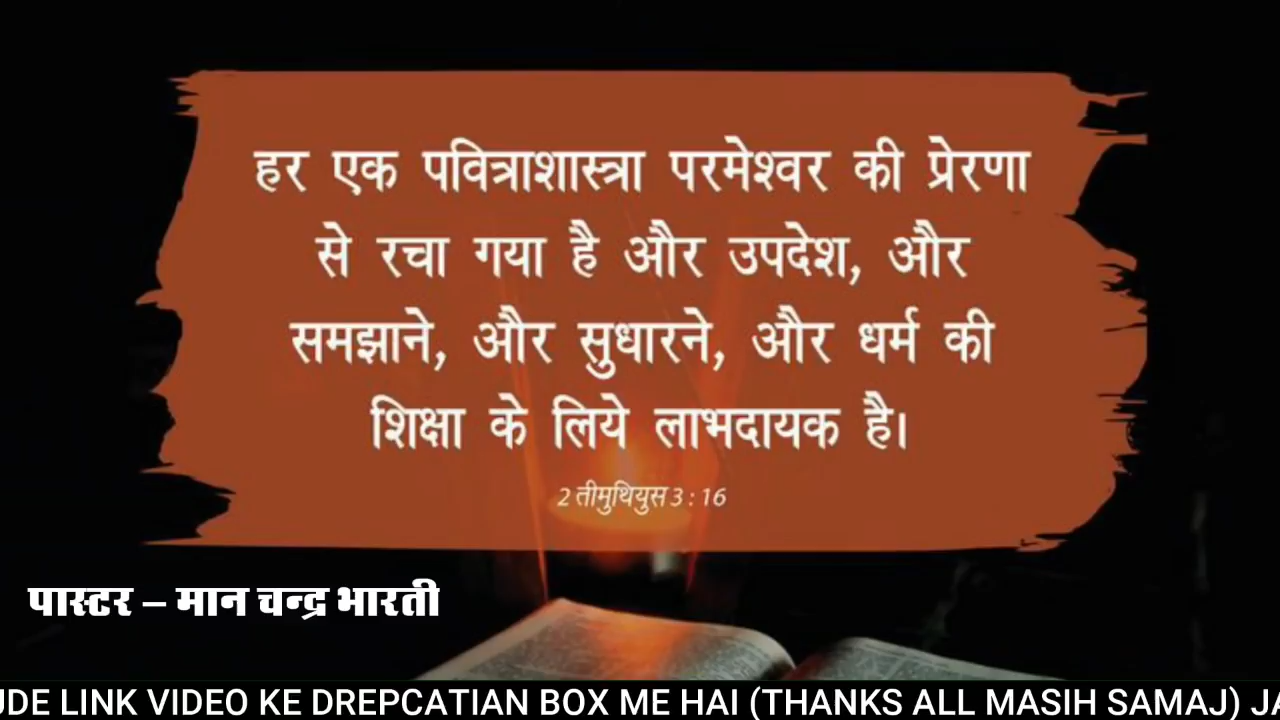 हर एक पवित्राशास्त्रा परमेश्वर की प्रेरणा
से रचा गया है और उपदेश, और
समझाने, और सुधारने, और धर्म की
शिक्षा के लिये लाभदायक है।
2 तीमुथियुस 3 : 16
पास्टर – मान चन्द्र भारती
UDE LINK VIDEO KE DREPCATIAN BOX ME HAI (THANKS ALL MASIH SAMAJ) JA